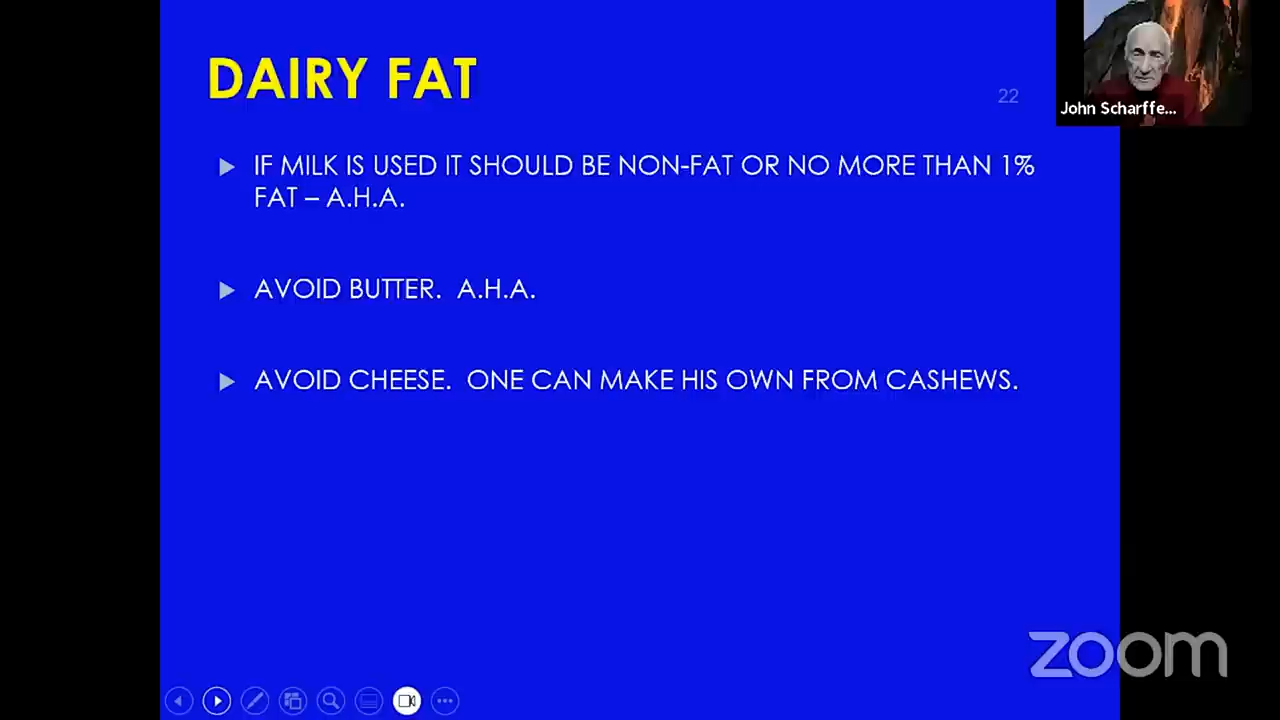 DAIRY FAT
22
John Scharffe...
IF MILK IS USED IT SHOULD BE NON-FAT OR NO MORE THAN 1%
FAT – A.H.A.
AVOID BUTTER.  A.H.A.
AVOID CHEESE.  ONE CAN MAKE HIS OWN FROM CASHEWS.
zoom